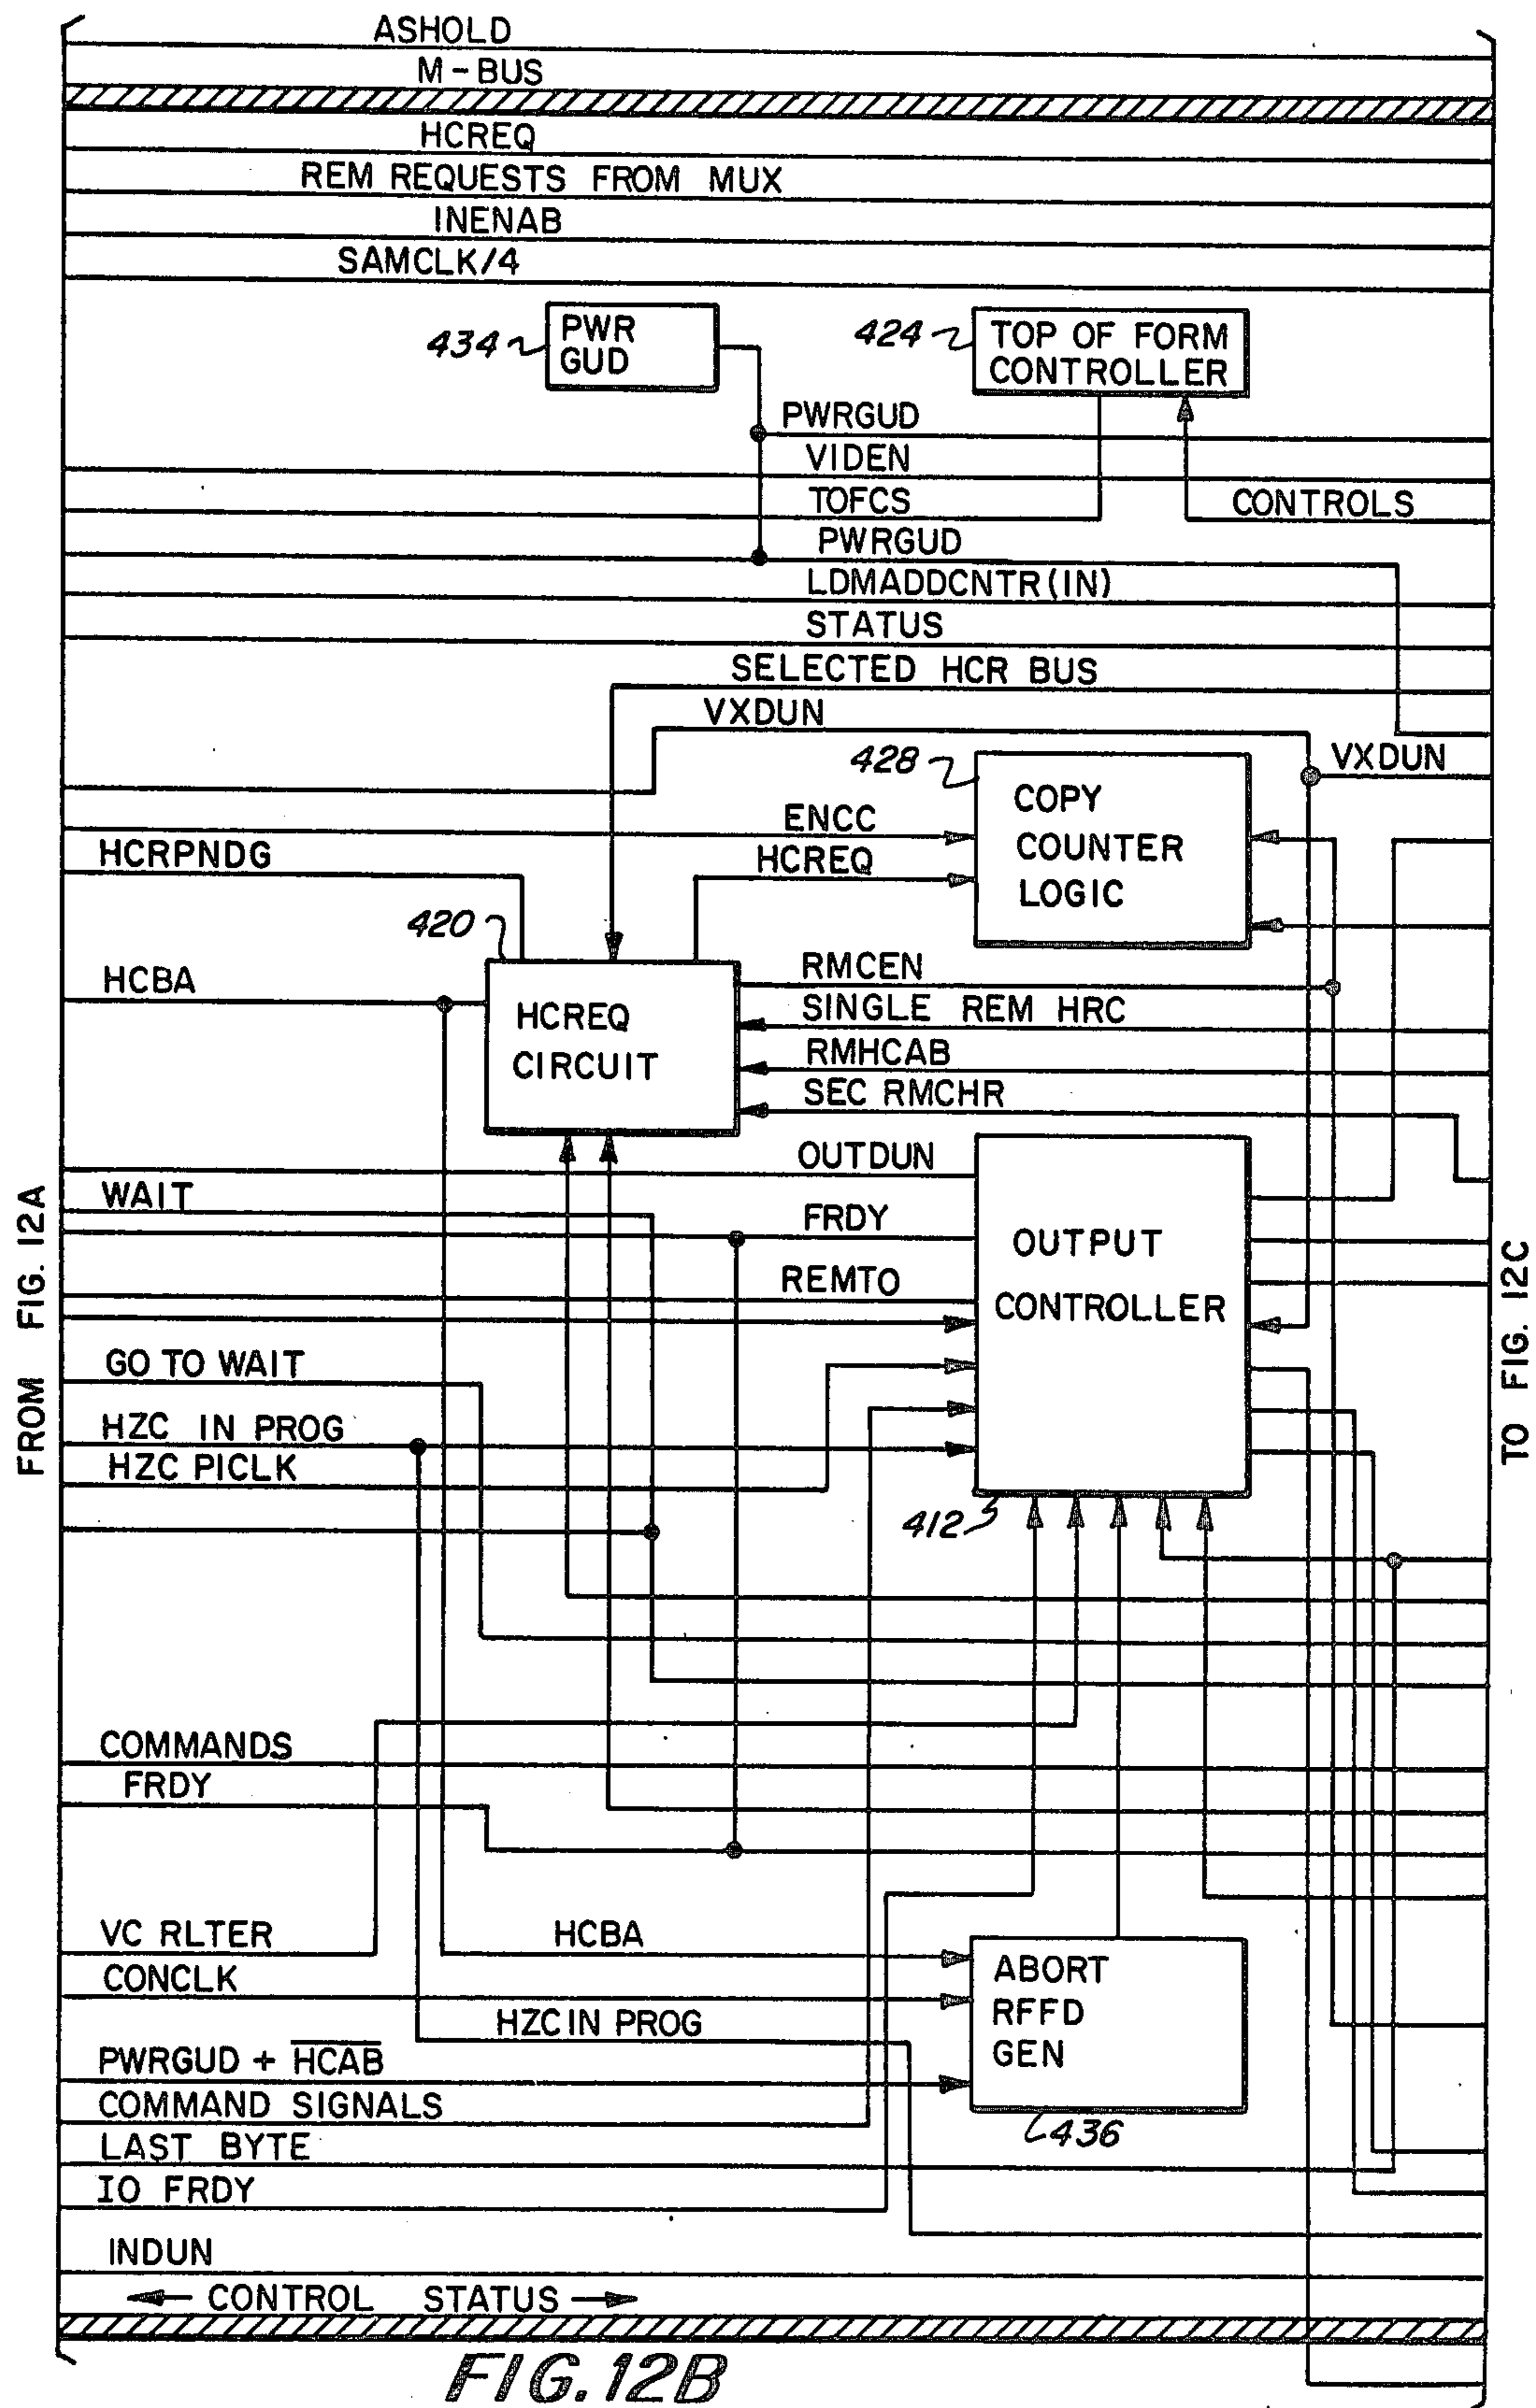 ASHOLD
M-BUS
HCREQ
REM REQUESTS FROM MUX
INENAB
SAMCLK/4
434
PWR
GUD
424
TOP OF FORM
CONTROLLER
PWRGUD
VIDEN
TOFCS
CONTROLS
PWRGUD
LDMADDCNTR(IN)
STATUS
SELECTED HCR BUS
VXDUN
VXDUN
428
COPY
COUNTER
LOGIC
ENCC
HCRPNDG
HCREQ
420
HCBA
HCREQ
CIRCUIT
RMCEN
SINGLE REM HRC
RMHCAB
SEC RMCHR
OUTDUN
WAIT
FRDY
OUTPUT
CONTROLLER
REMTO
GO TO WAIT
HZC IN PROG
HZC PICLK
412
FROM FIG. 12A
TO FIG. 12C
COMMANDS
FRDY
VC RLTER
HCBA
CONCLK
ABORT
RFFD
GEN
HZC IN PROG
PWRGUD + H̅C̅A̅B̅
COMMAND SIGNALS
436
LAST BYTE
IO FRDY
INDUN
← CONTROL STATUS →
FIG. 12B